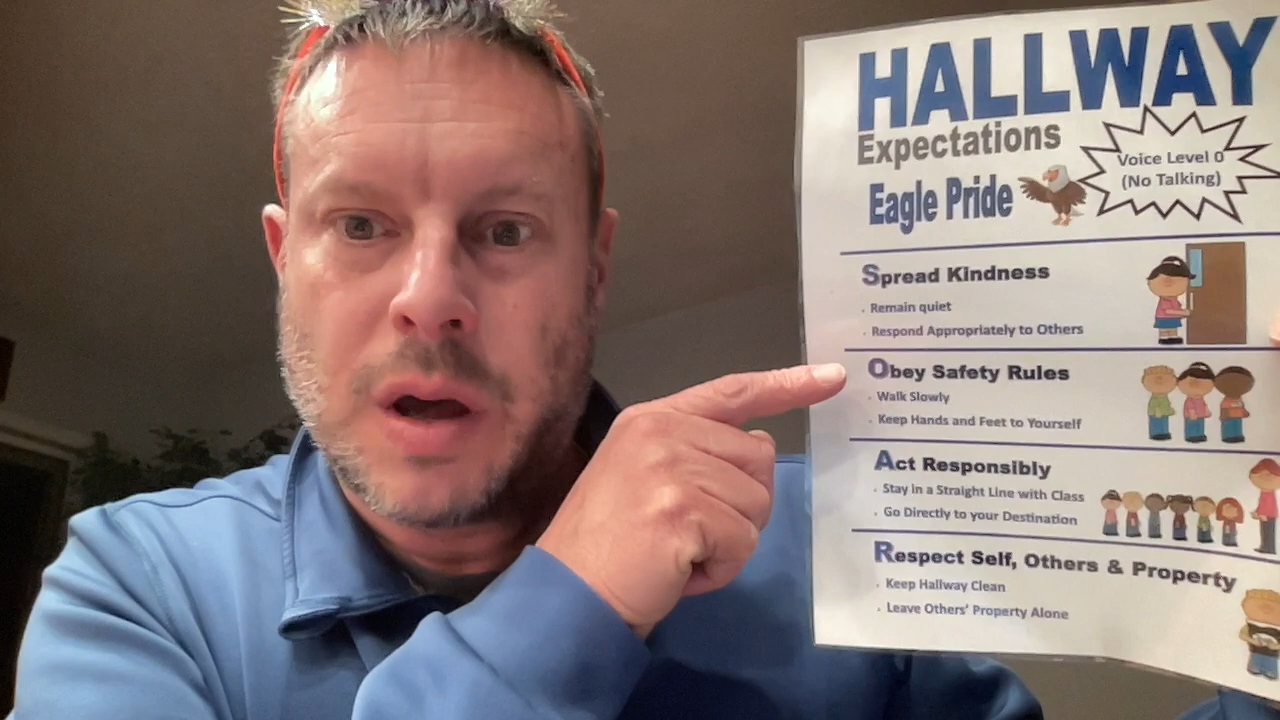 HALLWAY
Expectations
Eagle Pride
Voice Level 0
(No Talking)
Spread Kindness
. Remain quiet
. Respond Appropriately to Others
Obey Safety Rules
. Walk Slowly
. Keep Hands and Feet to Yourself
Act Responsibly
. Stay in a Straight Line with Class
. Go Directly to your Destination
Respect Self, Others & Property
. Keep Hallway Clean
. Leave Others' Property Alone